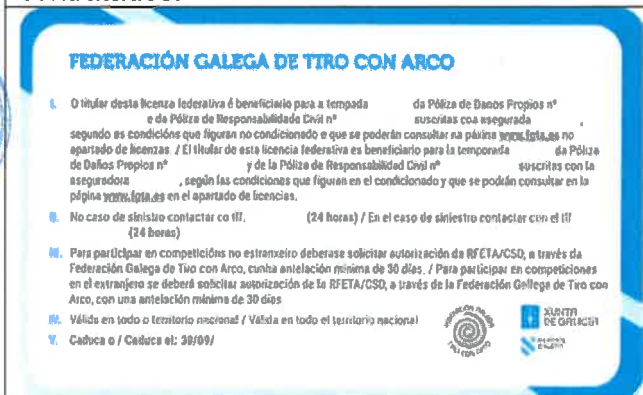 FEDERACIÓN GALEGA DE TIRO CON ARCO
I. O titular desta licenza federativa é beneficiario para a tempada da Póliza de Danos Propios nº
e da Póliza de Responsabilidade Civil nº suscritas coa asegurada ,
segundo as condicións que figuran no condicionado e que se poderán consultar na páxina www.fgta.es no
apartado de licenzas. / El titular de esta licencia federativa es beneficiario para la temporada da Póliza
de Daños Propios nº y de la Póliza de Responsabilidad Civil nº suscritas con la
aseguradora , según las condiciones que figuran en el condicionado y que se podrán consultar en la
página www.fgta.es en el apartado de licencias.
II. No caso de sinistro contactar co tlf. (24 horas) / En el caso de siniestro contactar con el tlf
(24 horas)
III. Para participar en competicións no estranxeiro deberase solicitar autorización da RFETA/CSD, a través da
Federación Galega de Tiro con Arco, cunha antelación mínima de 30 días. / Para participar en competiciones
en el extranjero se deberá solicitar autorización de la RFETA/CSD, a través de la Federación Gallega de Tiro con
Arco, con una antelación mínima de 30 días
IV. Válida en todo o territorio nacional / Válida en todo el territorio nacional
V. Caduca o / Caduca el: 30/09/
FEDERACIÓN GALEGA
TIRO CON ARCO
XUNTA
DE GALICIA